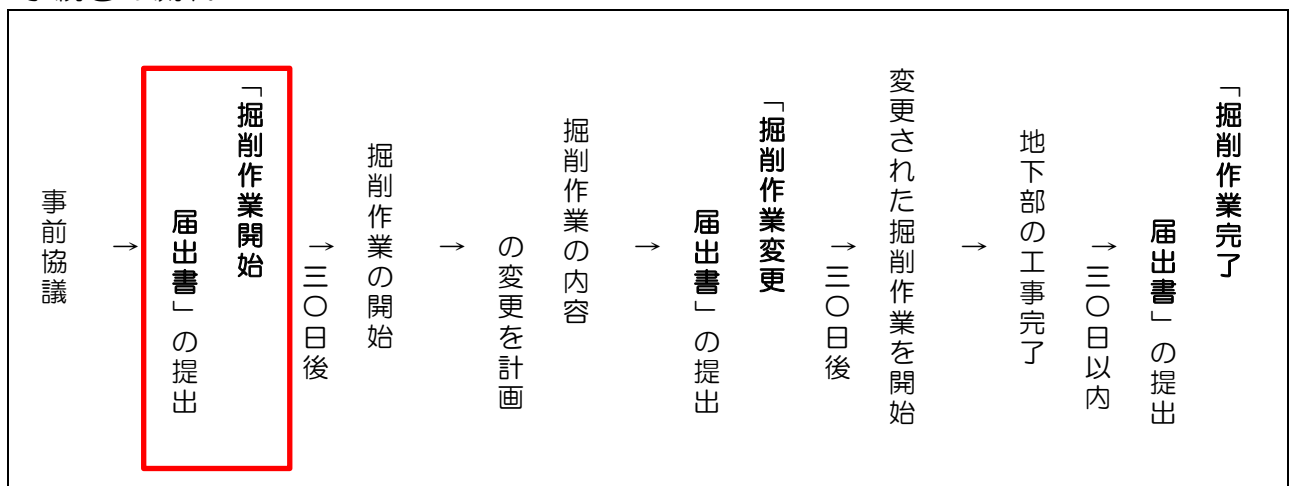 事前協議
→
「掘削作業開始
届出書」の提出
→
三〇日後
掘削作業の開始
→
掘削作業の内容
の変更を計画
→
「掘削作業変更
届出書」の提出
→
三〇日後
変更された掘削作業を開始
→
地下部の工事完了
→
三〇日以内
「掘削作業完了
届出書」の提出